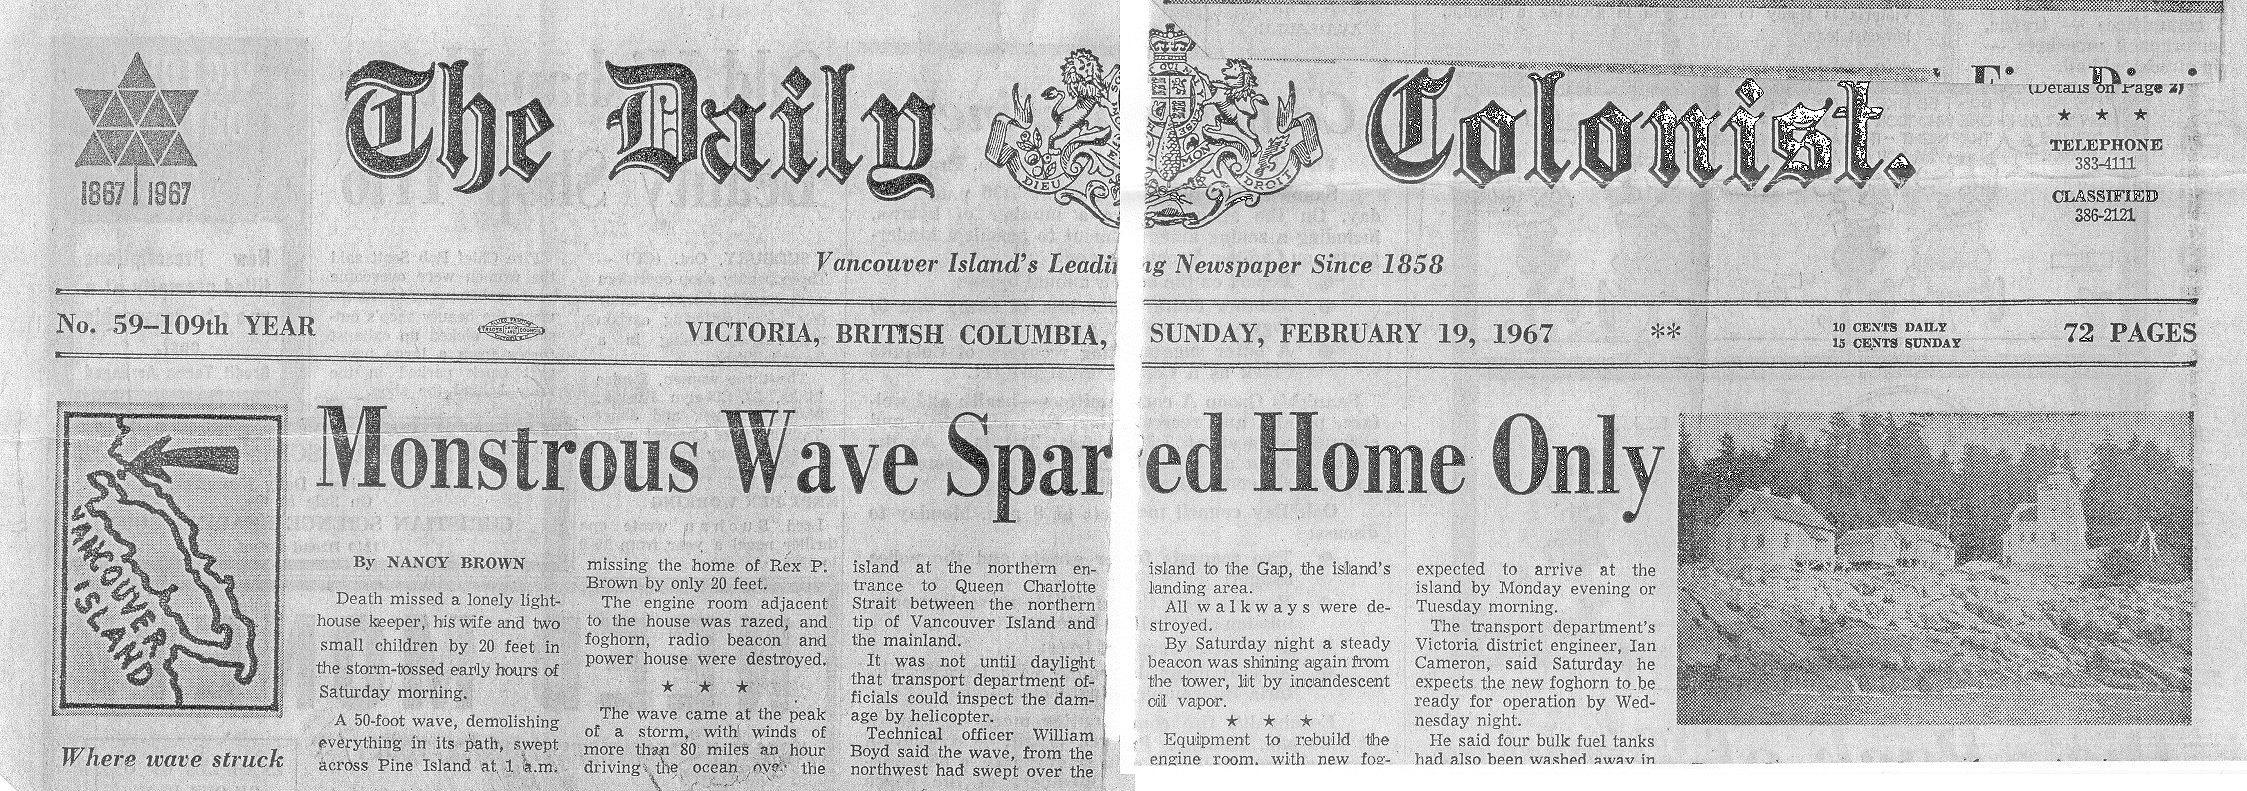 1867 1967
The Daily Colonist.
DIEU DROIT
(Details on Page 2)
★ ★ ★
TELEPHONE
383-4111
CLASSIFIED
386-2121
Vancouver Island's Leading Newspaper Since 1858
No. 59–109th YEAR
VICTORIA, BRITISH COLUMBIA, SUNDAY, FEBRUARY 19, 1967
**
10 CENTS DAILY
15 CENTS SUNDAY
72 PAGES
VANCOUVER
ISLAND
Where wave struck
Monstrous Wave Spared Home Only
By NANCY BROWN
Death missed a lonely light-
house keeper, his wife and two
small children by 20 feet in
the storm-tossed early hours of
Saturday morning.
A 50-foot wave, demolishing
everything in its path, swept
across Pine Island at 1 a.m.
missing the home of Rex P.
Brown by only 20 feet.
The engine room adjacent
to the house was razed, and
foghorn, radio beacon and
power house were destroyed.
★ ★ ★
The wave came at the peak
of a storm, with winds of
more than 80 miles an hour
driving the ocean over the
island at the northern en-
trance to Queen Charlotte
Strait between the northern
tip of Vancouver Island and
the mainland.
It was not until daylight
that transport department of-
ficials could inspect the dam-
age by helicopter.
Technical officer William
Boyd said the wave, from the
northwest had swept over the
island to the Gap, the island's
landing area.
All walkways were de-
stroyed.
By Saturday night a steady
beacon was shining again from
the tower, lit by incandescent
oil vapor.
★ ★ ★
Equipment to rebuild the
engine room, with new fog-
expected to arrive at the
island by Monday evening or
Tuesday morning.
The transport department's
Victoria district engineer, Ian
Cameron, said Saturday he
expects the new foghorn to be
ready for operation by Wed-
nesday night.
He said four bulk fuel tanks
had also been washed away in